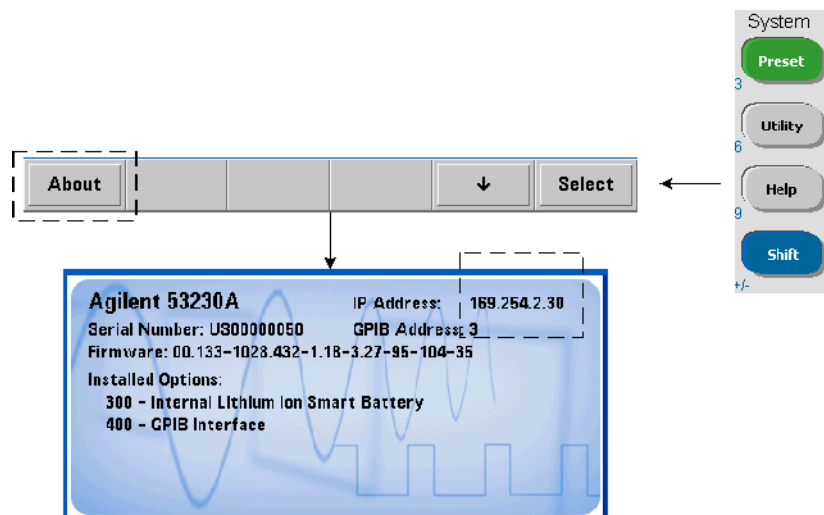 System
Preset
3
Utility
6
Help
9
Shift
+/-
About ↓ Select
Agilent 53230A IP Address: 169.254.2.30
Serial Number: US00000050 GPIB Address: 3
Firmware: 00.133-1028.432-1.18-3.27-95-104-35
Installed Options:
300 - Internal Lithium Ion Smart Battery
400 - GPIB Interface